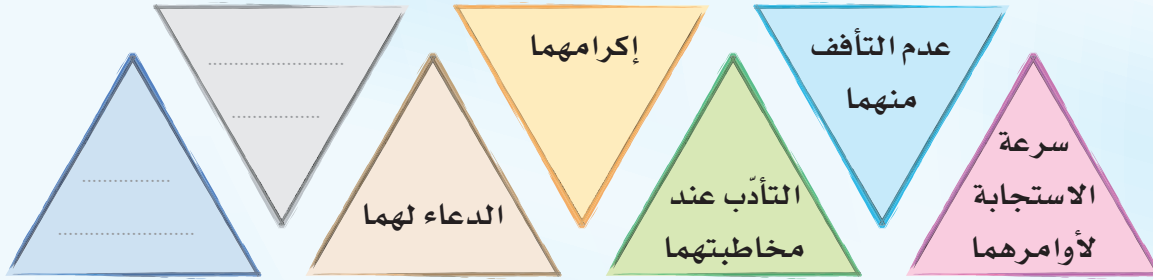 سرعة
الاستجابة
لأوامرهما
عدم التأفف
منهما
التأدّب عند
مخاطبتهما
إكرامهما
الدعاء لهما